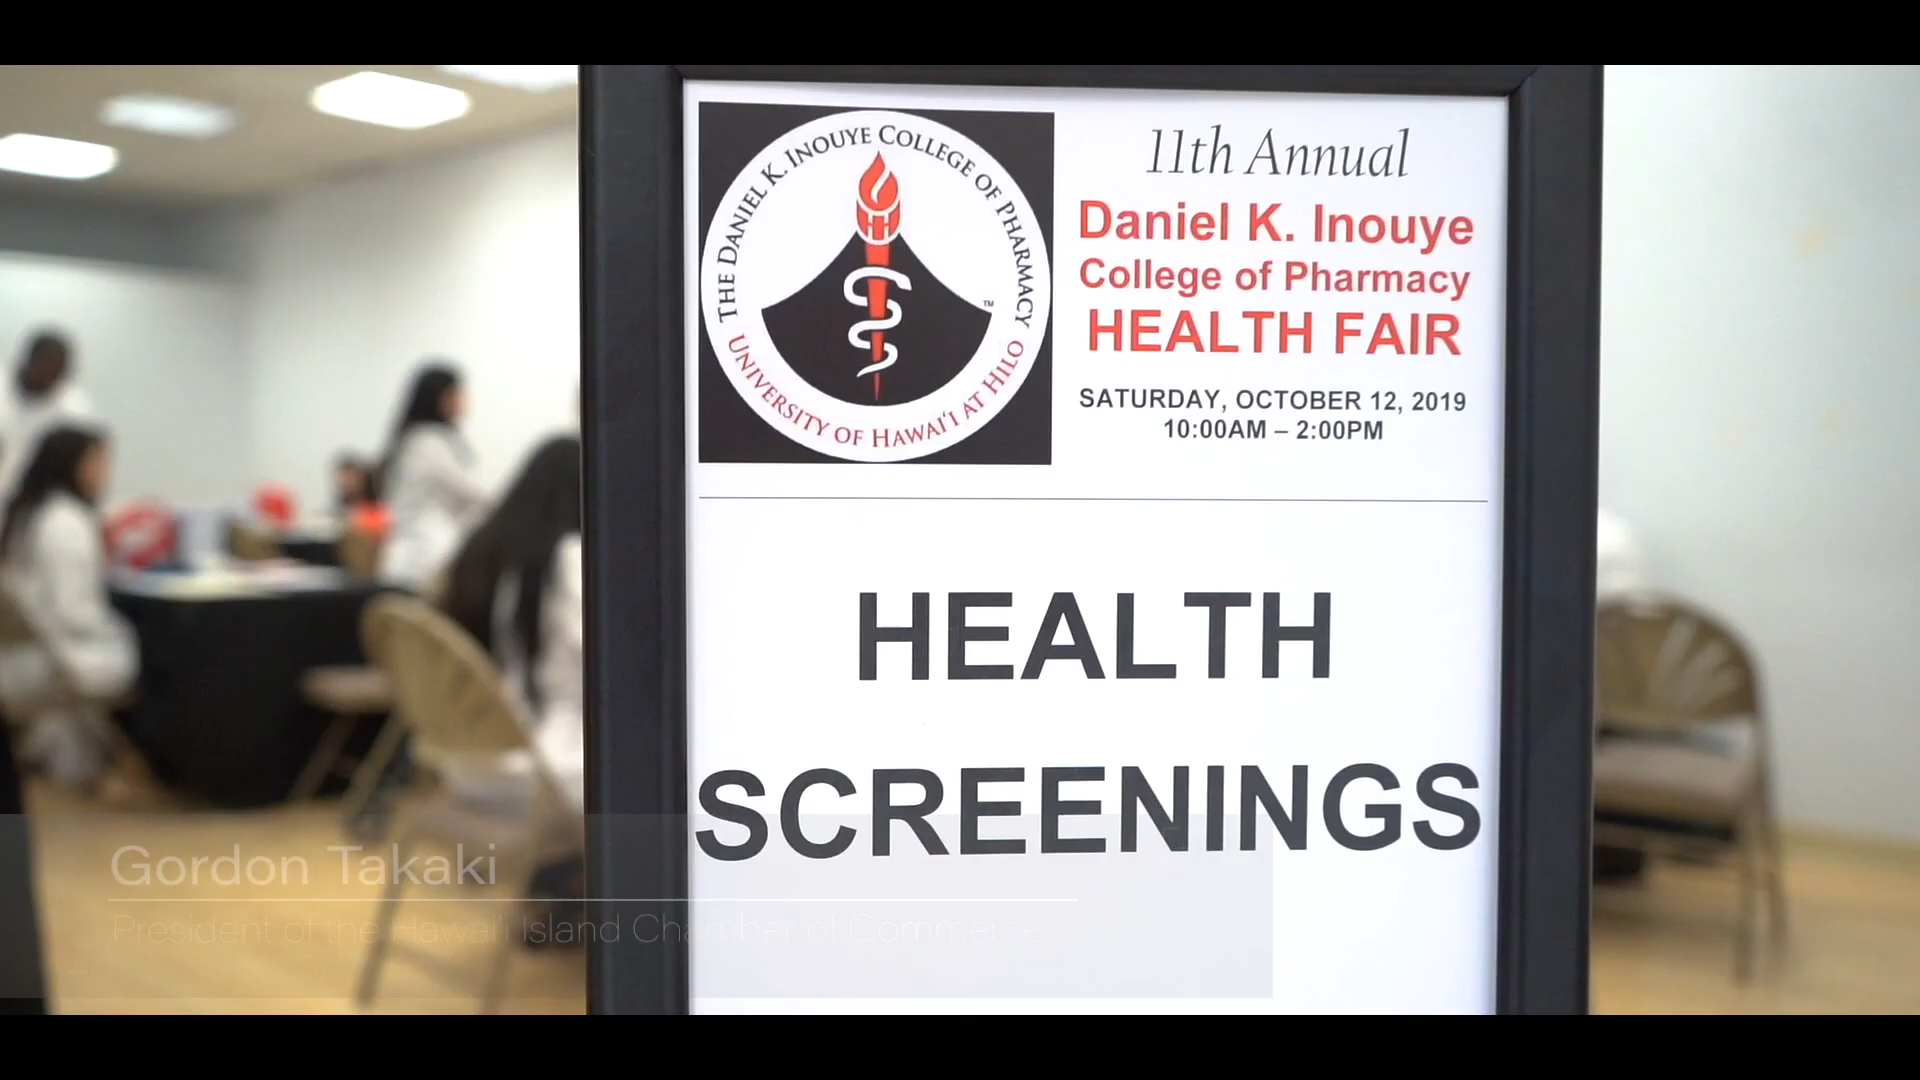 THE DANIEL K. INOUYE COLLEGE OF PHARMACY
UNIVERSITY OF HAWAIʻI AT HILO
TM
11th Annual
Daniel K. Inouye
College of Pharmacy
HEALTH FAIR
SATURDAY, OCTOBER 12, 2019
10:00AM – 2:00PM
HEALTH
SCREENINGS
Gordon Takaki
President of the Hawai'i Island Chamber of Commerce